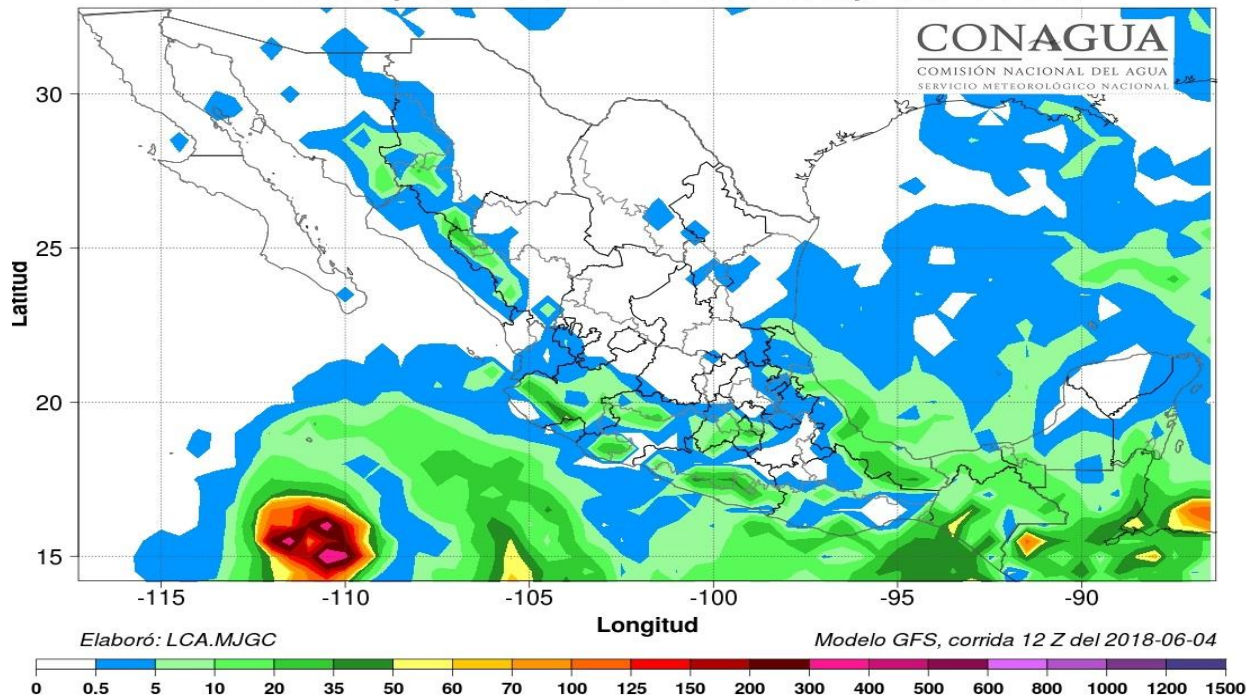 CONAGUA
COMISIÓN NACIONAL DEL AGUA
SERVICIO METEOROLÓGICO NACIONAL
30
25
20
15
Latitud
-115 -110 -105 -100 -95 -90
Longitud
Elaboró: LCA.MJGC Modelo GFS, corrida 12 Z del 2018-06-04
0 0.5 5 10 20 35 50 60 70 100 125 150 200 300 400 500 600 800 1000 1200 1500